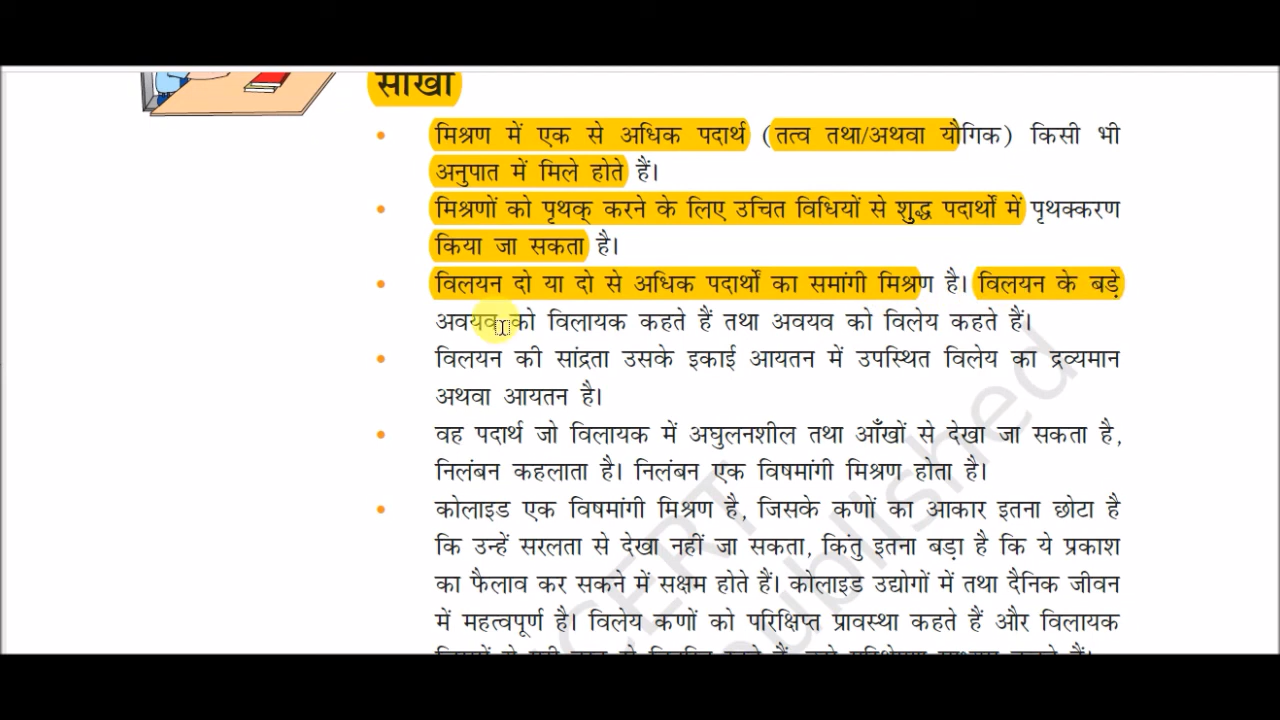 सीखा
मिश्रण में एक से अधिक पदार्थ (तत्व तथा/अथवा यौगिक) किसी भी
अनुपात में मिले होते हैं।
मिश्रणों को पृथक् करने के लिए उचित विधियों से शुद्ध पदार्थों में पृथक्करण
किया जा सकता है।
विलयन दो या दो से अधिक पदार्थों का समांगी मिश्रण है। विलयन के बड़े
अवयव को विलायक कहते हैं तथा अवयव को विलेय कहते हैं।
विलयन की सांद्रता उसके इकाई आयतन में उपस्थित विलेय का द्रव्यमान
अथवा आयतन है।
वह पदार्थ जो विलायक में अघुलनशील तथा आँखों से देखा जा सकता है,
निलंबन कहलाता है। निलंबन एक विषमांगी मिश्रण होता है।
कोलाइड एक विषमांगी मिश्रण है, जिसके कणों का आकार इतना छोटा है
कि उन्हें सरलता से देखा नहीं जा सकता, किंतु इतना बड़ा है कि ये प्रकाश
का फैलाव कर सकने में सक्षम होते हैं। कोलाइड उद्योगों में तथा दैनिक जीवन
में महत्वपूर्ण है। विलेय कणों को परिक्षिप्त प्रावस्था कहते हैं और विलायक
CERT
published